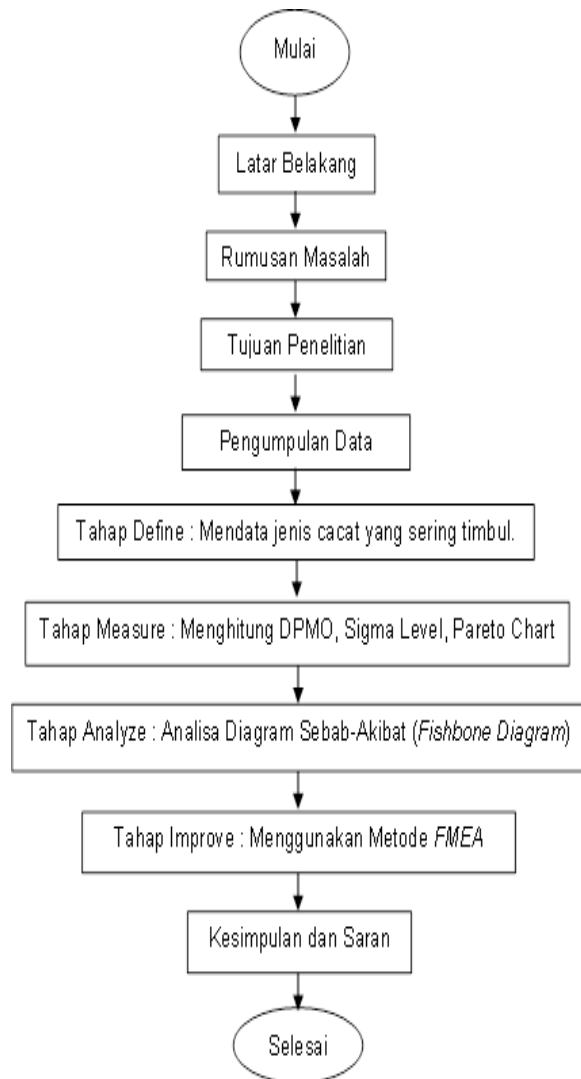 Mulai
Latar Belakang
Rumusan Masalah
Tujuan Penelitian
Pengumpulan Data
Tahap Define : Mendata jenis cacat yang sering timbul.
Tahap Measure : Menghitung DPMO, Sigma Level, Pareto Chart
Tahap Analyze : Analisa Diagram Sebab-Akibat (Fishbone Diagram)
Tahap Improve : Menggunakan Metode FMEA
Kesimpulan dan Saran
Selesai